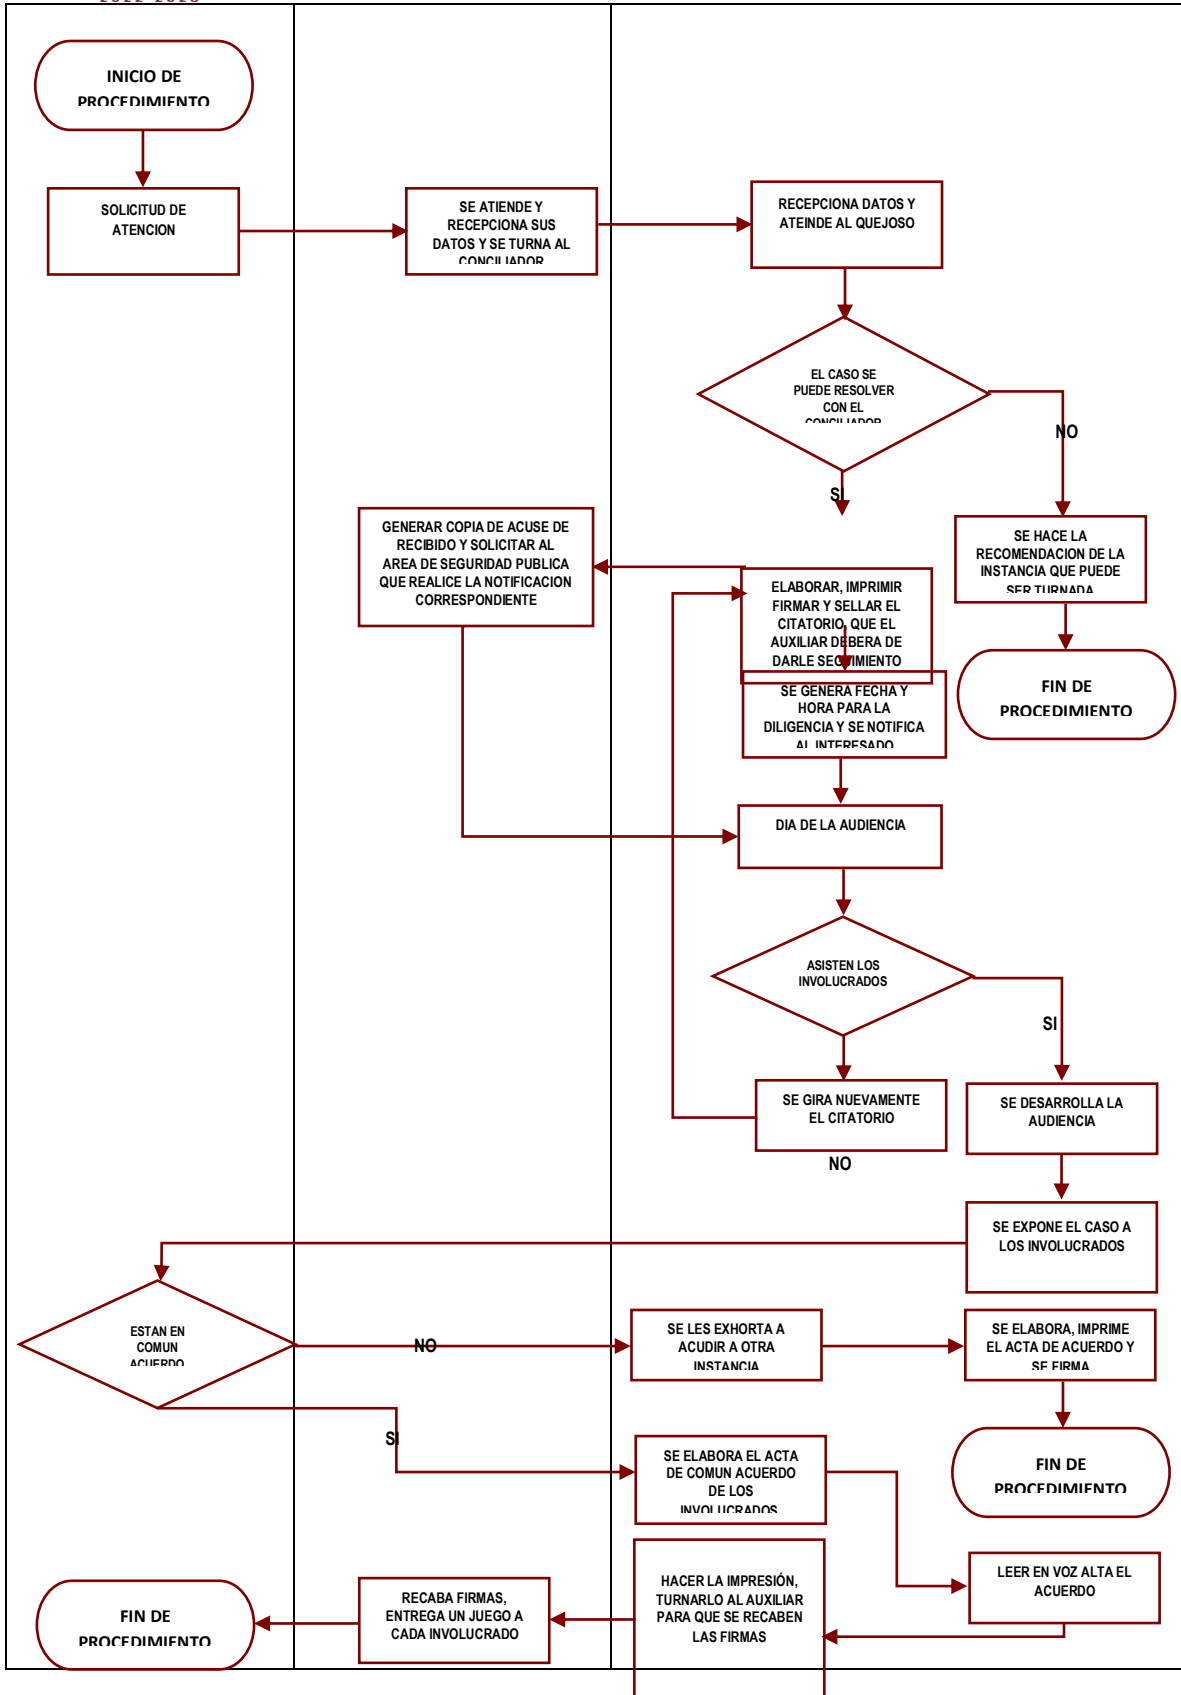 2022-2028
INICIO DE
PROCEDIMIENTO
SOLICITUD DE
ATENCION
SE ATIENDE Y
RECEPCIONA SUS
DATOS Y SE TURNA AL
CONCILIADOR
RECEPCIONA DATOS Y
ATEINDE AL QUEJOSO
EL CASO SE
PUEDE RESOLVER
CON EL
CONCILIADOR
NO
SI
GENERAR COPIA DE ACUSE DE
RECIBIDO Y SOLICITAR AL
AREA DE SEGURIDAD PUBLICA
QUE REALICE LA NOTIFICACION
CORRESPONDIENTE
SE HACE LA
RECOMENDACION DE LA
INSTANCIA QUE PUEDE
SER TURNADA
ELABORAR, IMPRIMIR
FIRMAR Y SELLAR EL
CITATORIO, QUE EL
AUXILIAR DEBERA DE
DARLE SEGUIMIENTO
SE GENERA FECHA Y
HORA PARA LA
DILIGENCIA Y SE NOTIFICA
AL INTERESADO
FIN DE
PROCEDIMIENTO
DIA DE LA AUDIENCIA
ASISTEN LOS
INVOLUCRADOS
SI
SE GIRA NUEVAMENTE
EL CITATORIO
NO
SE DESARROLLA LA
AUDIENCIA
SE EXPONE EL CASO A
LOS INVOLUCRADOS
ESTAN EN
COMUN
ACUERDO
NO
SE LES EXHORTA A
ACUDIR A OTRA
INSTANCIA
SE ELABORA, IMPRIME
EL ACTA DE ACUERDO Y
SE FIRMA
SI
SE ELABORA EL ACTA
DE COMUN ACUERDO
DE LOS
INVOLUCRADOS
FIN DE
PROCEDIMIENTO
LEER EN VOZ ALTA EL
ACUERDO
HACER LA IMPRESIÓN,
TURNARLO AL AUXILIAR
PARA QUE SE RECABEN
LAS FIRMAS
RECABA FIRMAS,
ENTREGA UN JUEGO A
CADA INVOLUCRADO
FIN DE
PROCEDIMIENTO